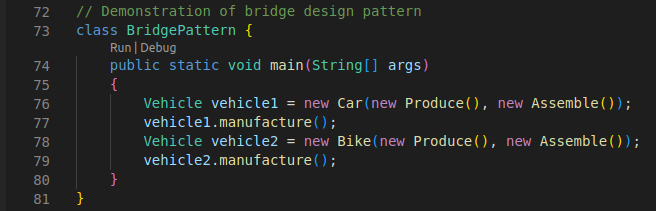 72 // Demonstration of bridge design pattern
73 class BridgePattern {
Run | Debug
74 public static void main(String[] args)
75 {
76 Vehicle vehicle1 = new Car(new Produce(), new Assemble());
77 vehicle1.manufacture();
78 Vehicle vehicle2 = new Bike(new Produce(), new Assemble());
79 vehicle2.manufacture();
80 }
81 }